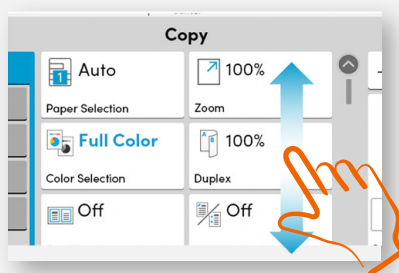 Copy
Auto
100%
Paper Selection
Zoom
Full Color
100%
Color Selection
Duplex
Off
Off